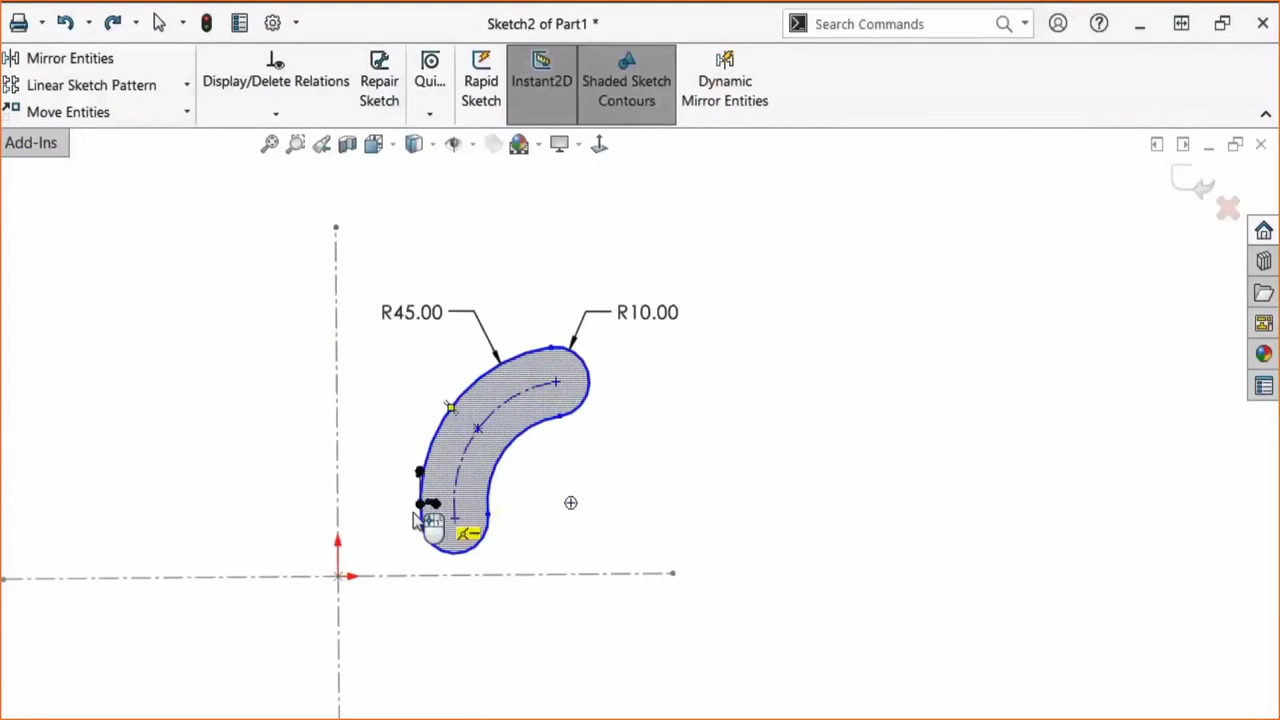 Sketch2 of Part1 *
Search Commands
Mirror Entities
Linear Sketch Pattern
Move Entities
Display/Delete Relations
Repair
Sketch
Qui...
Rapid
Sketch
Instant2D
Shaded Sketch
Contours
Dynamic
Mirror Entities
Add-Ins
R45.00
R10.00